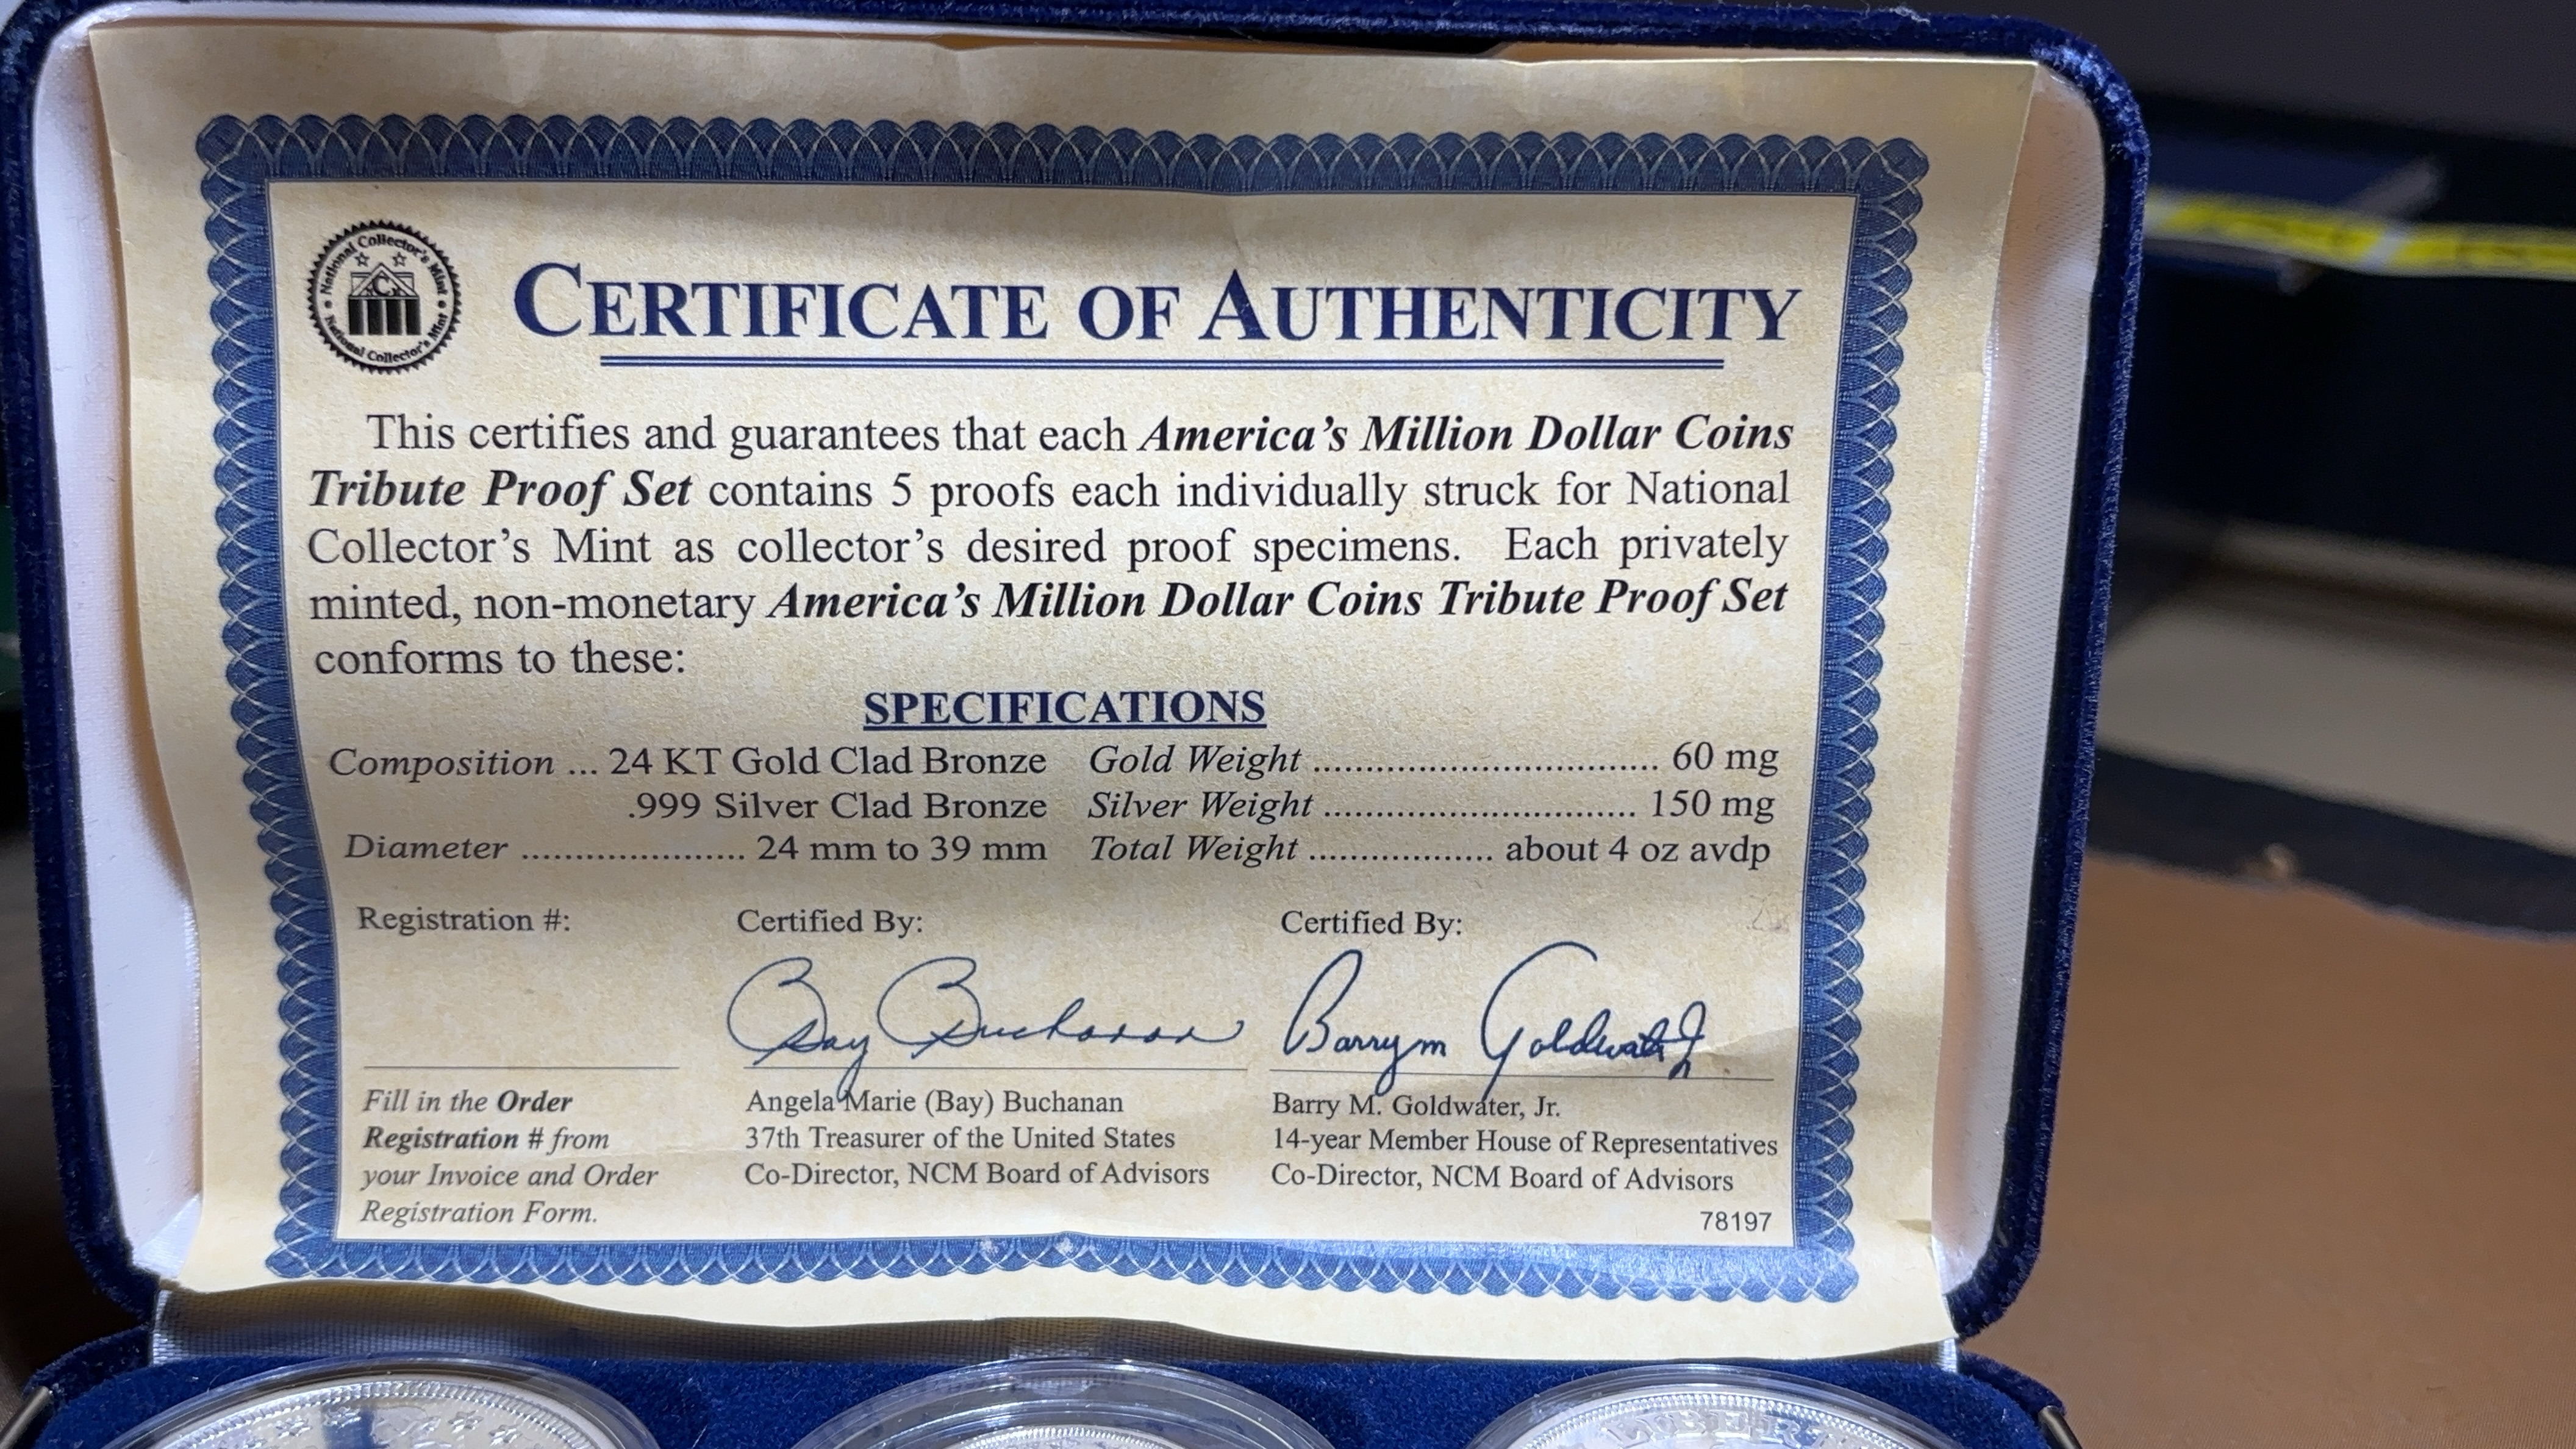 National Collector's Mint
National Collector's Mint
CERTIFICATE OF AUTHENTICITY
This certifies and guarantees that each America's Million Dollar Coins
Tribute Proof Set contains 5 proofs each individually struck for National
Collector's Mint as collector's desired proof specimens. Each privately
minted, non-monetary America's Million Dollar Coins Tribute Proof Set
conforms to these:
SPECIFICATIONS
Composition ... 24 KT Gold Clad Bronze Gold Weight .................................. 60 mg
.999 Silver Clad Bronze Silver Weight ............................... 150 mg
Diameter ...................... 24 mm to 39 mm Total Weight .................. about 4 oz avdp
Registration #: Certified By: Certified By:
Bay Buchanan Barry m Goldwater Jr
Fill in the Order Angela Marie (Bay) Buchanan Barry M. Goldwater, Jr.
Registration # from 37th Treasurer of the United States 14-year Member House of Representatives
your Invoice and Order Co-Director, NCM Board of Advisors Co-Director, NCM Board of Advisors
Registration Form.
78197